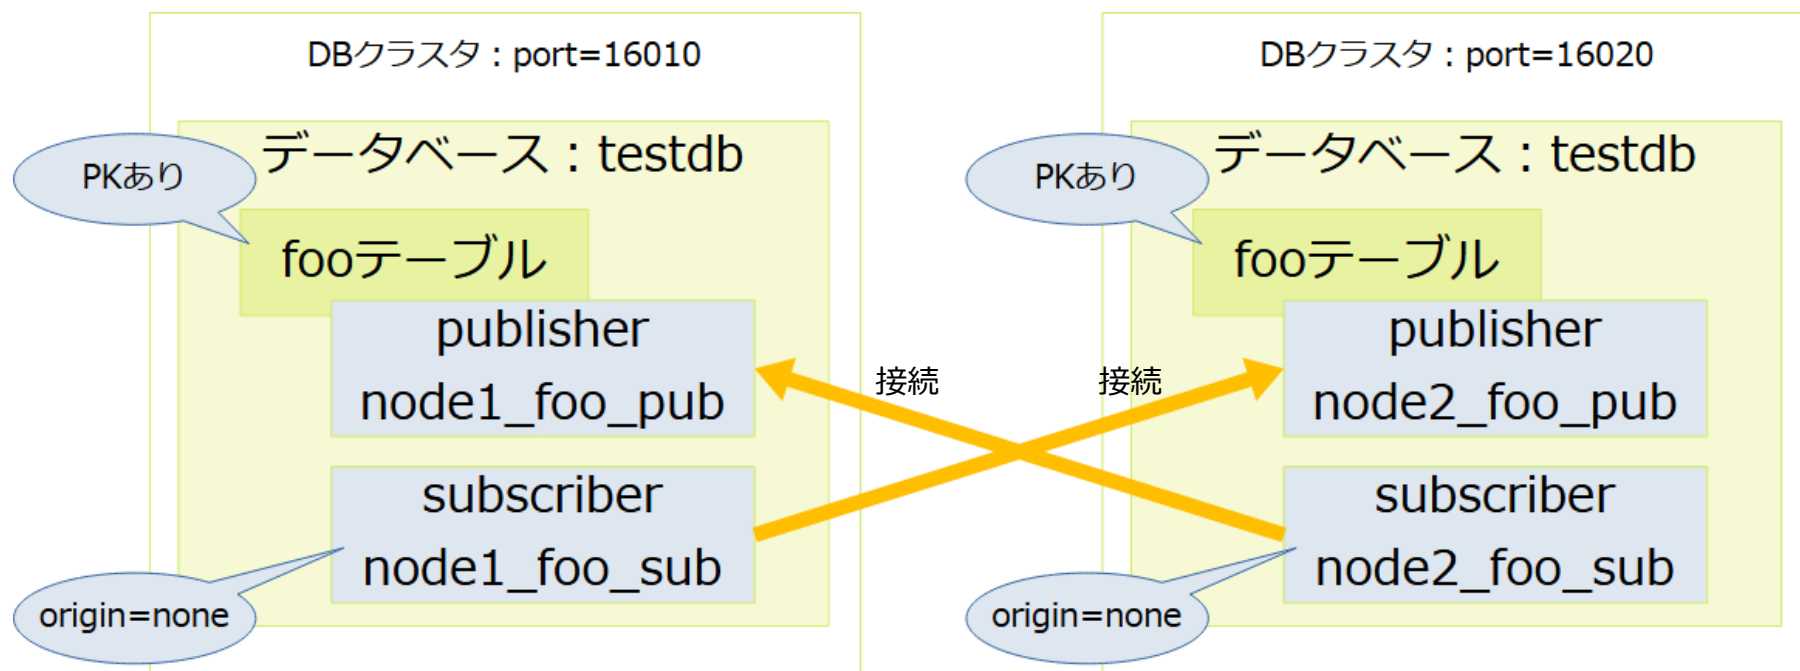 DBクラスタ：port=16010
データベース：testdb
PKあり
fooテーブル
publisher
node1_foo_pub
subscriber
node1_foo_sub
origin=none
接続
接続
DBクラスタ：port=16020
データベース：testdb
PKあり
fooテーブル
publisher
node2_foo_pub
subscriber
node2_foo_sub
origin=none